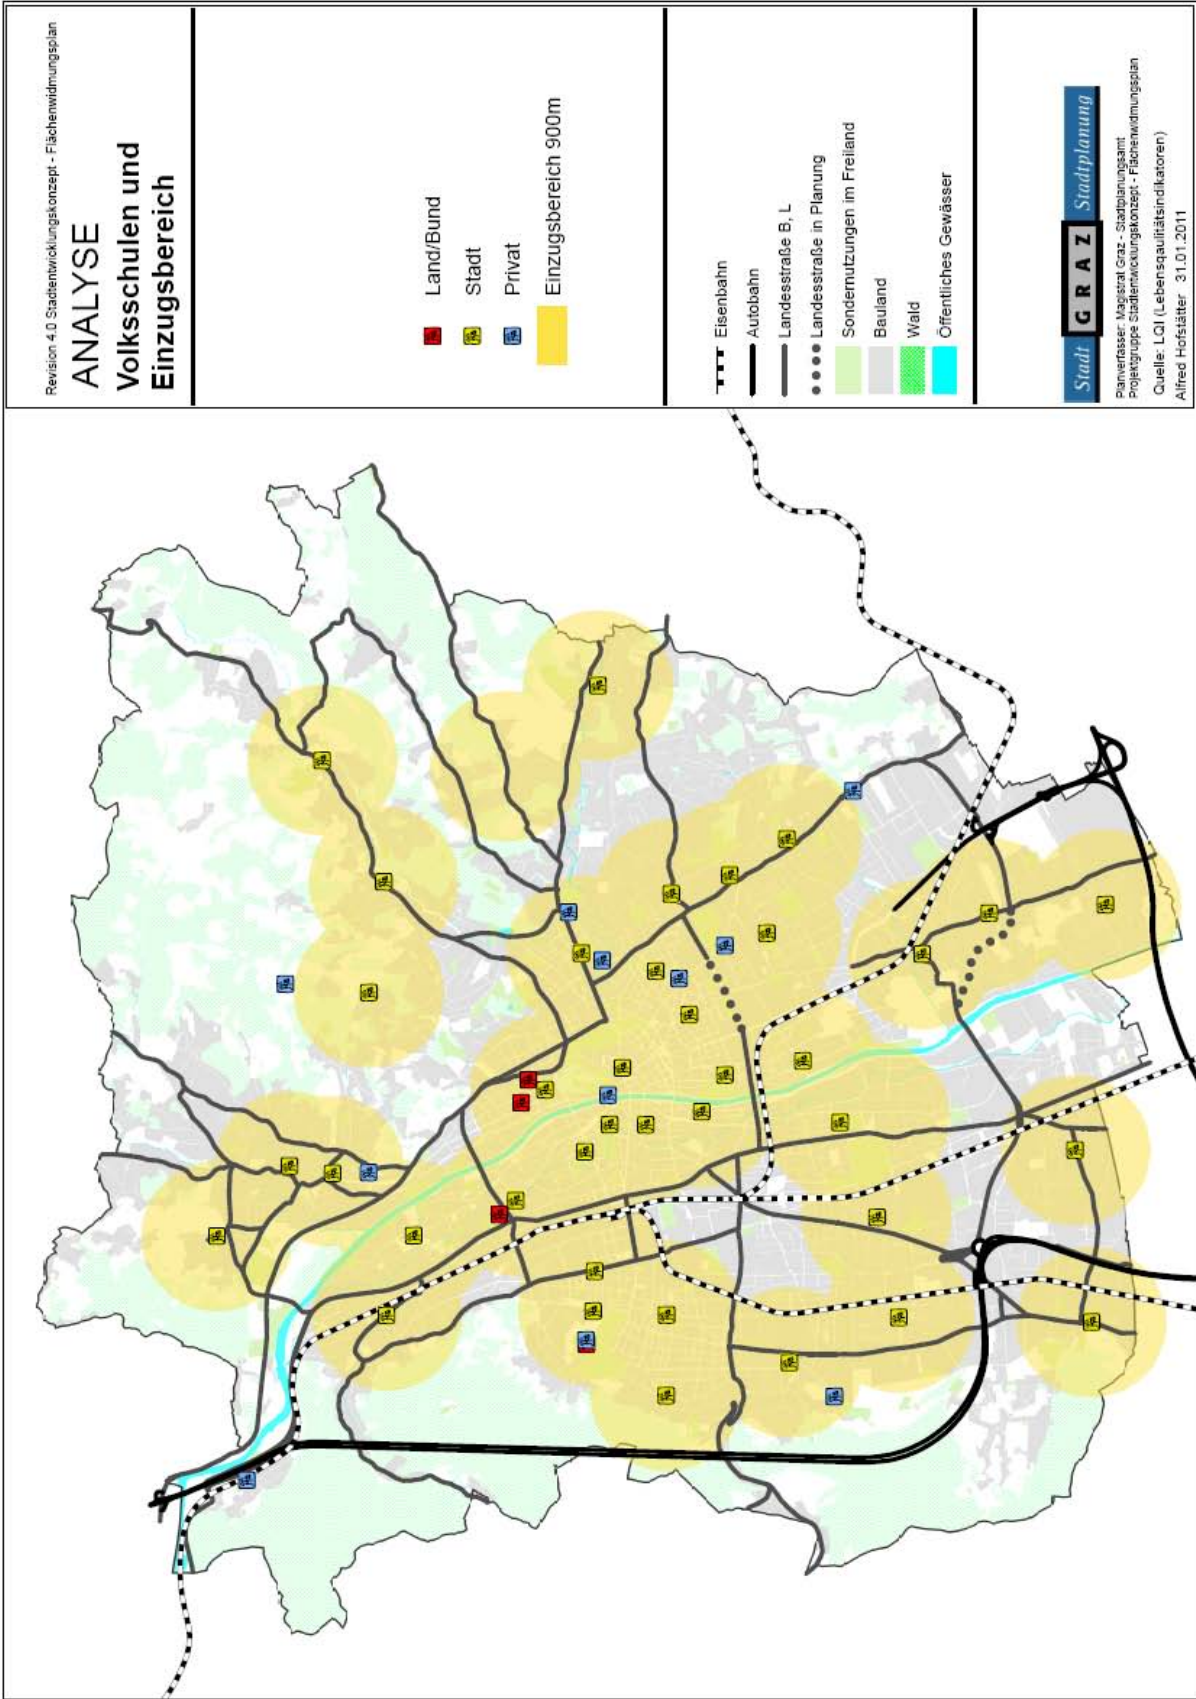 Revision 4.0 Stadtentwicklungskonzept - Flächenwidmungsplan
ANALYSE
Volksschulen und
Einzugsbereich
Land/Bund
Stadt
Privat
Einzugsbereich 900m
Eisenbahn
Autobahn
Landesstraße B, L
Landesstraße in Planung
Sondernutzungen im Freiland
Bauland
Wald
Öffentliches Gewässer
Stadt GRAZ Stadtplanung
Planverfasser: Magistrat Graz - Stadtplanungsamt
Projektgruppe Stadtentwicklungskonzept - Flächenwidmungsplan
Quelle: LQI (Lebensqaulitätsindikatoren)
Alfred Hofstätter 31.01.2011